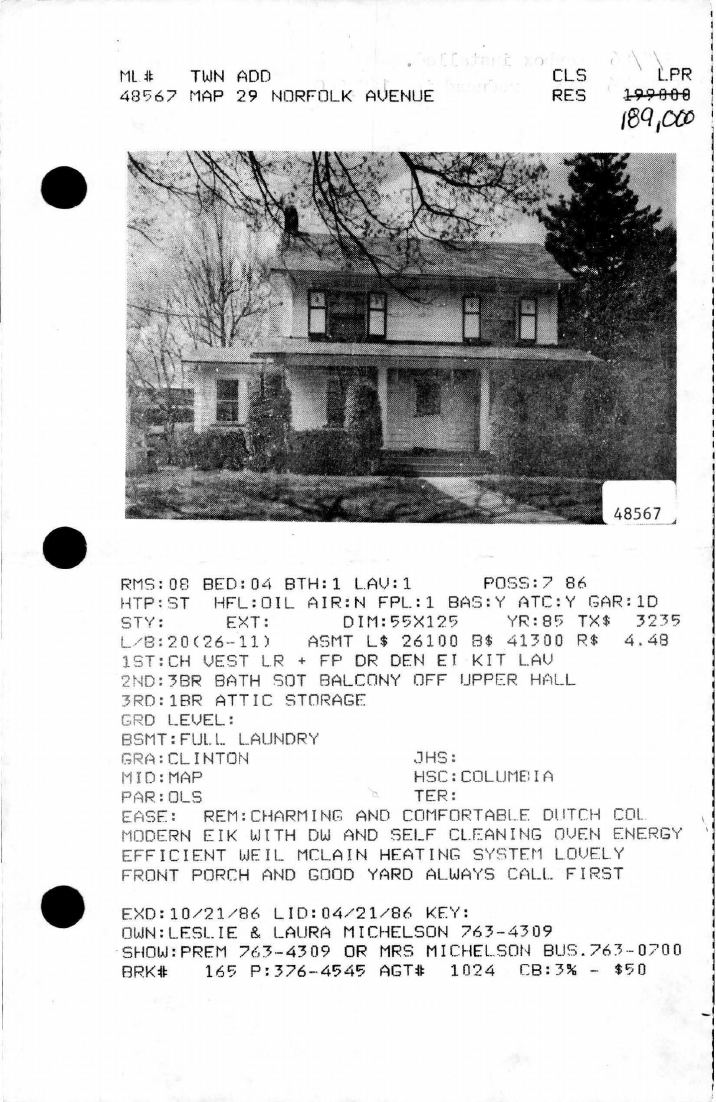 ML# TWN ADD CLS LPR
48567 MAP 29 NORFOLK AVENUE RES 199000
189,000
48567
RMS:08 BED:04 BTH:1 LAV:1 POSS:7 86
HTP:ST HFL:OIL AIR:N FPL:1 BAS:Y ATC:Y GAR:1D
STY: EXT: DIM:55X125 YR:85 TX$ 3235
L/B:20(26-11) ASMT L$ 26100 B$ 41300 R$ 4.48
1ST:CH VEST LR + FP DR DEN EI KIT LAV
2ND:3BR BATH SOT BALCONY OFF UPPER HALL
3RD:1BR ATTIC STORAGE
GRD LEVEL:
BSMT:FULL LAUNDRY
GRA:CLINTON JHS:
MID:MAP HSC:COLUMBIA
PAR:OLS TER:
EASE: REM:CHARMING AND COMFORTABLE DUTCH COL
MODERN EIK WITH DW AND SELF CLEANING OVEN ENERGY
EFFICIENT WEIL MCLAIN HEATING SYSTEM LOVELY
FRONT PORCH AND GOOD YARD ALWAYS CALL FIRST
EXD:10/21/86 LID:04/21/86 KEY:
OWN:LESLIE & LAURA MICHELSON 763-4309
SHOW:PREM 763-4309 OR MRS MICHELSON BUS.763-0700
BRK# 165 P:376-4545 AGT# 1024 CB:3% - $50